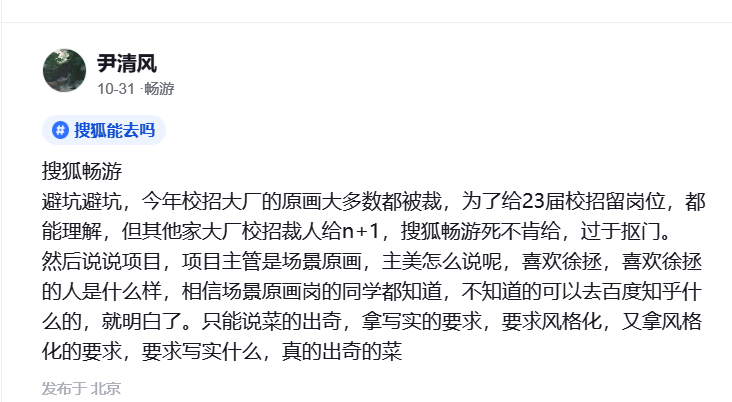 尹清风
10-31 ·畅游
# 搜狐能去吗
搜狐畅游
避坑避坑，今年校招大厂的原画大多数都被裁，为了给23届校招留岗位，都
能理解，但其他家大厂校招裁人给n+1，搜狐畅游死不肯给，过于抠门。
然后说说项目，项目主管是场景原画，主美怎么说呢，喜欢徐拯，喜欢徐拯
的人是什么样，相信场景原画岗的同学都知道，不知道的可以去百度知乎什
么的，就明白了。只能说菜的出奇，拿写实的要求，要求风格化，又拿风格
化的要求，要求写实什么，真的出奇的菜
发布于 北京